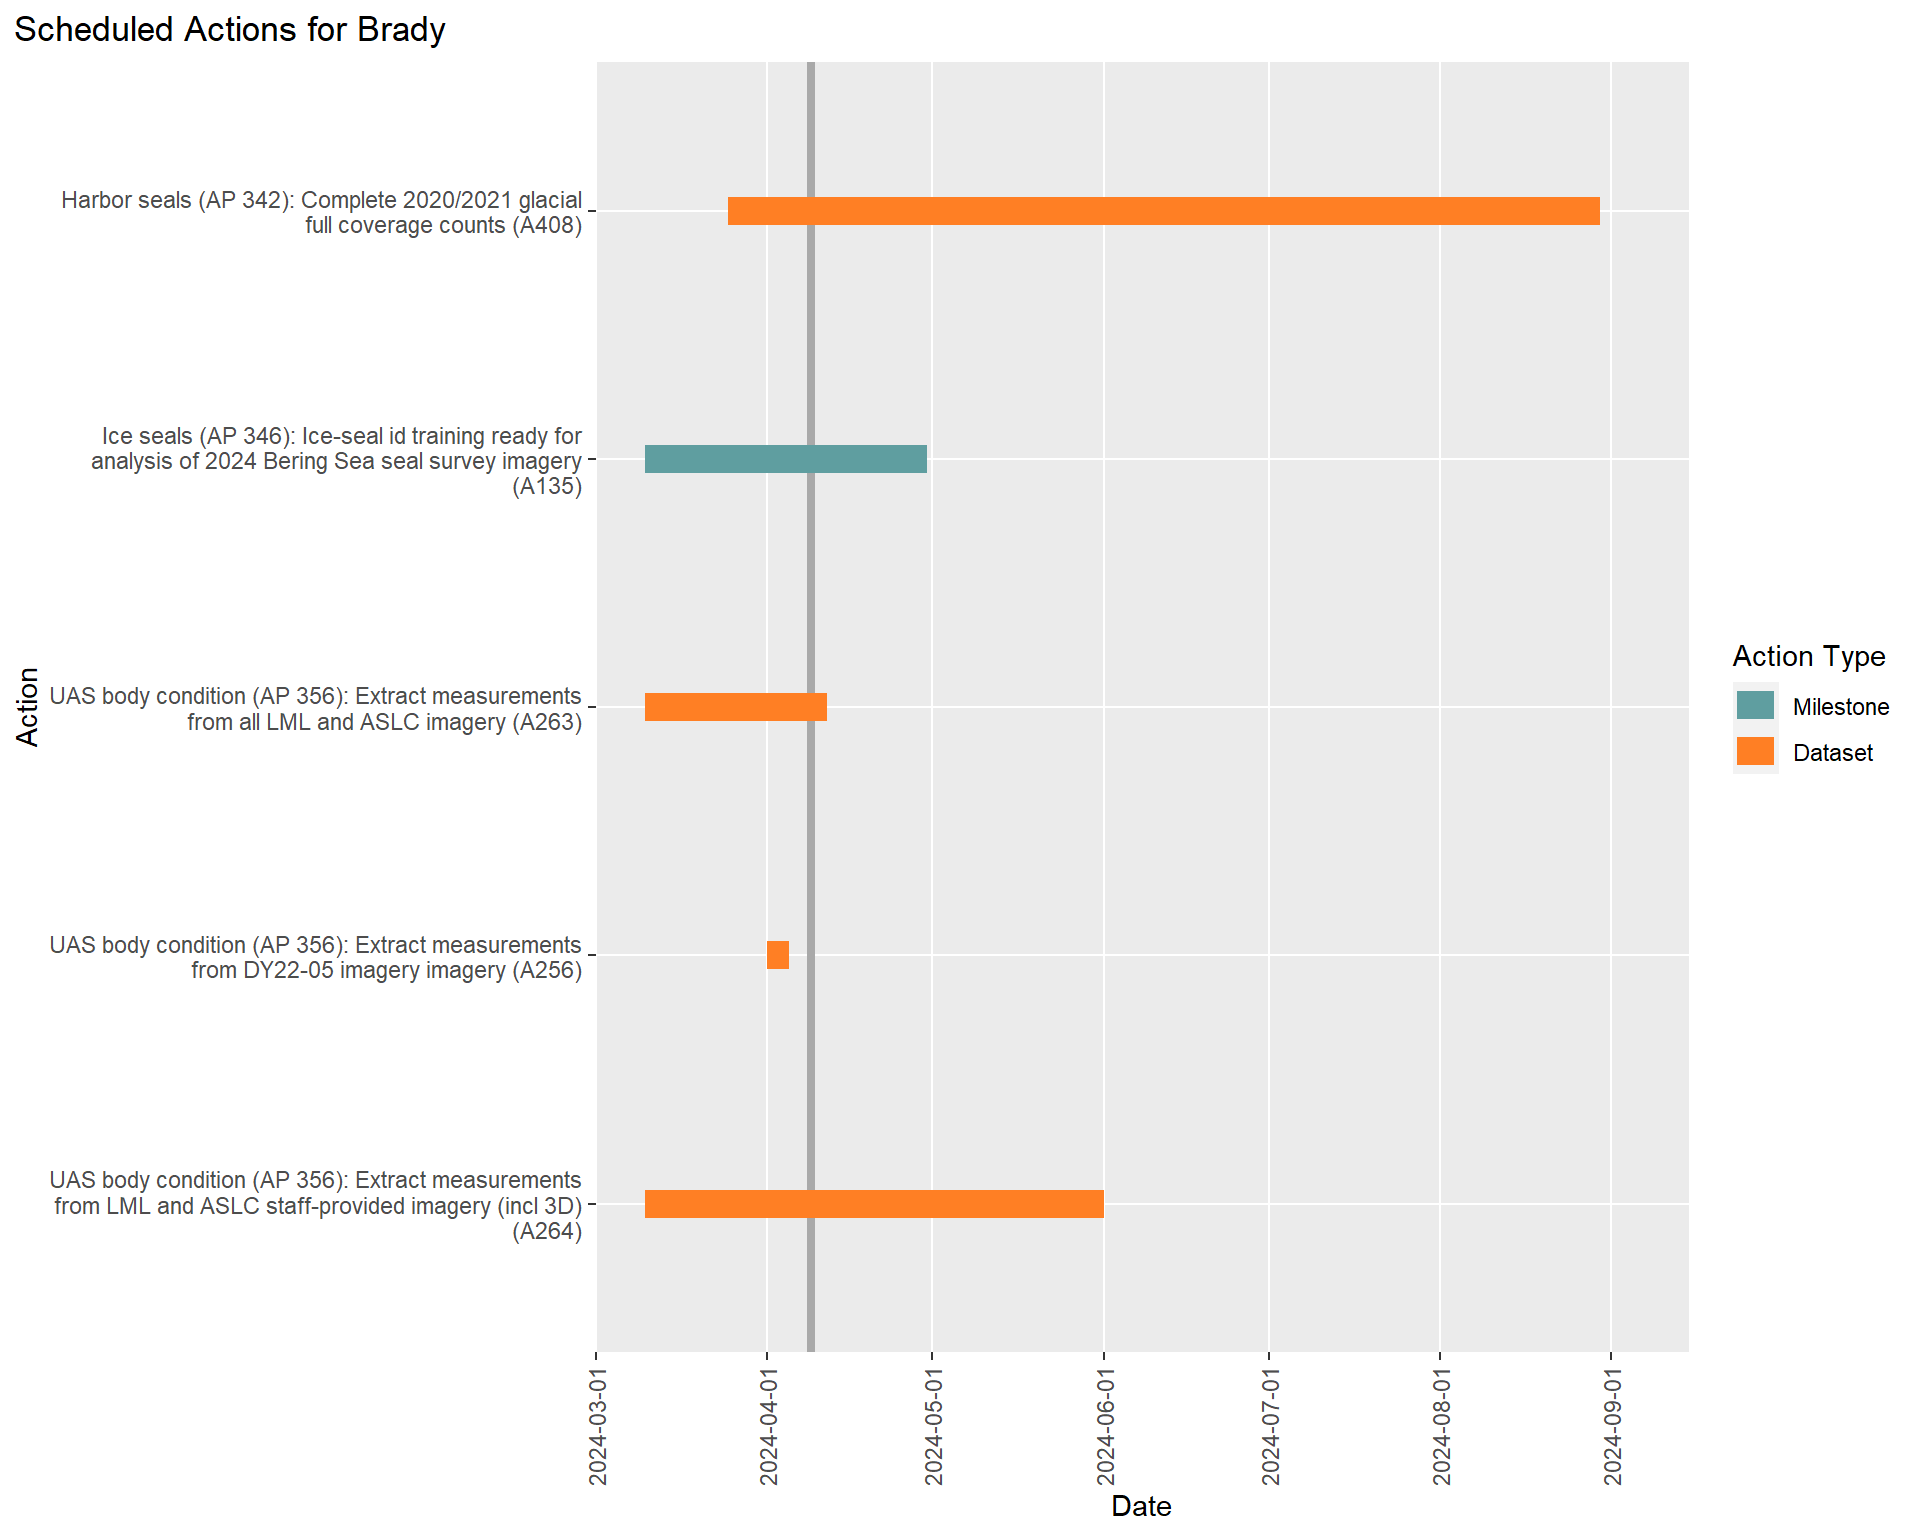 Scheduled Actions for Brady
Harbor seals (AP 342): Complete 2020/2021 glacial
full coverage counts (A408)
Ice seals (AP 346): Ice-seal id training ready for
analysis of 2024 Bering Sea seal survey imagery
(A135)
UAS body condition (AP 356): Extract measurements
from all LML and ASLC imagery (A263)
UAS body condition (AP 356): Extract measurements
from DY22-05 imagery imagery (A256)
UAS body condition (AP 356): Extract measurements
from LML and ASLC staff-provided imagery (incl 3D)
(A264)
Action
Action Type
Milestone
Dataset
2024-03-01
2024-04-01
2024-05-01
2024-06-01
2024-07-01
2024-08-01
2024-09-01
Date